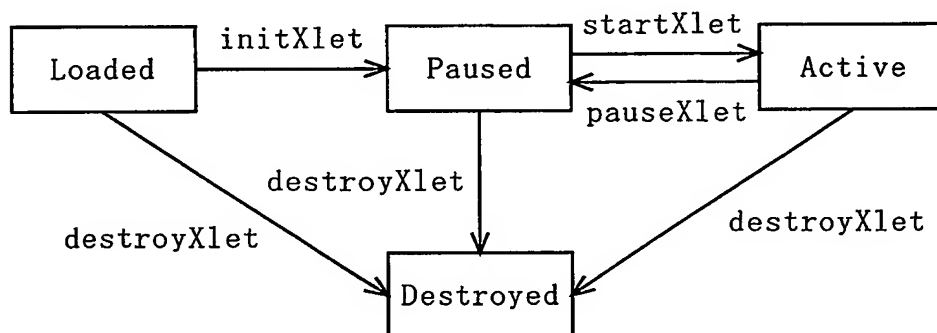 initXlet
startXlet
Loaded
Paused
Active
pauseXlet
destroyXlet
destroyXlet
destroyXlet
Destroyed